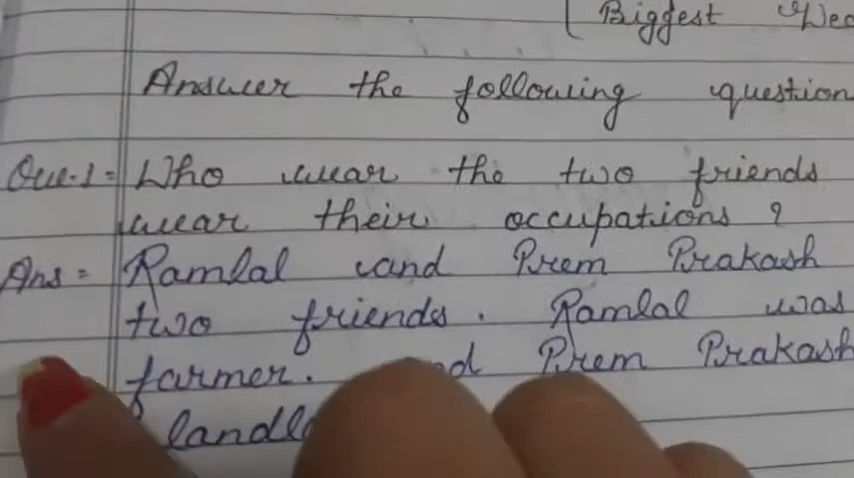 Biggest
Answer the following question
Que.1= Who wear the two friends
wear their occupations ?
Ans= Ramlal and Prem Prakash
two friends. Ramlal was
farmer. Prem Prakash